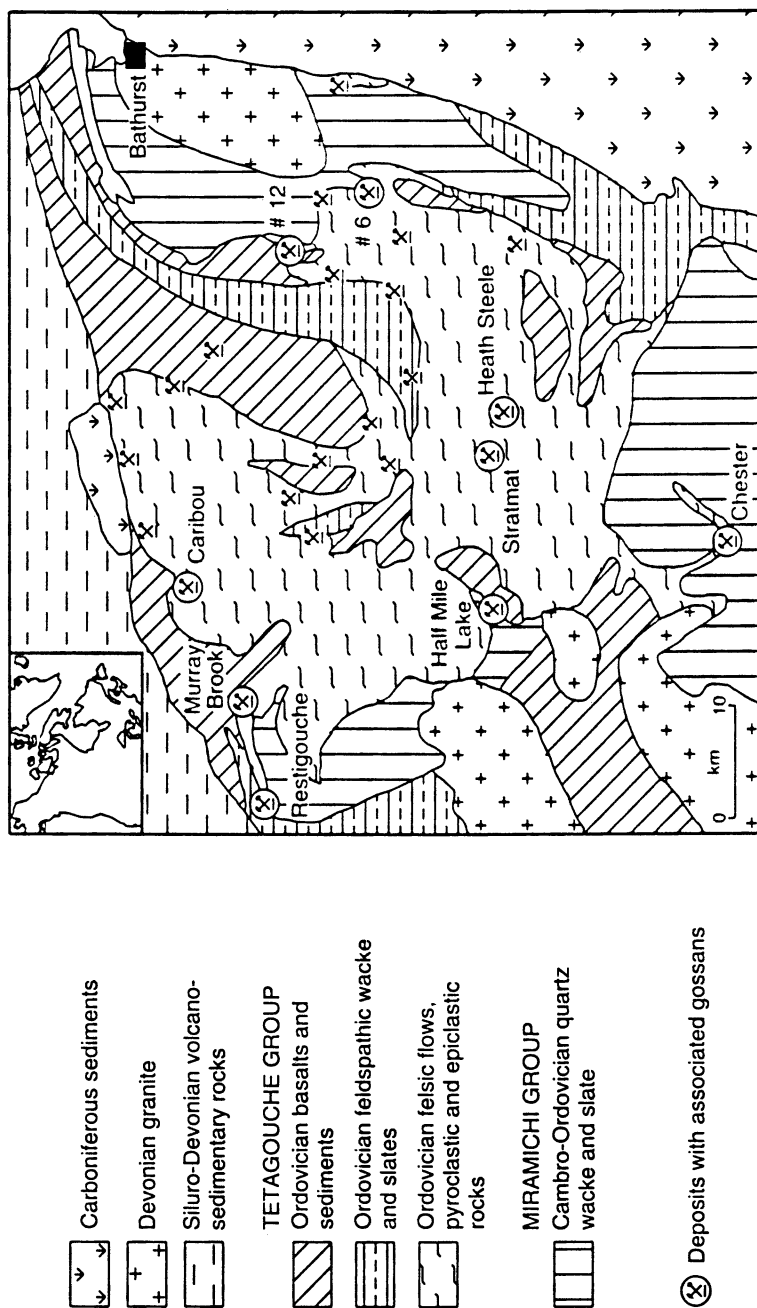 Carboniferous sediments
Devonian granite
Siluro-Devonian volcano-
sedimentary rocks
TETAGOUCHE GROUP
Ordovician basalts and
sediments
Ordovician feldspathic wacke
and slates
Ordovician felsic flows,
pyroclastic and epiclastic
rocks
MIRAMICHI GROUP
Cambro-Ordovician quartz
wacke and slate
Deposits with associated gossans
Bathurst
# 12
# 6
Caribou
Murray
Brook
Restigouche
Heath Steele
Stratmat
Half Mile
Lake
Chester
0 km 10